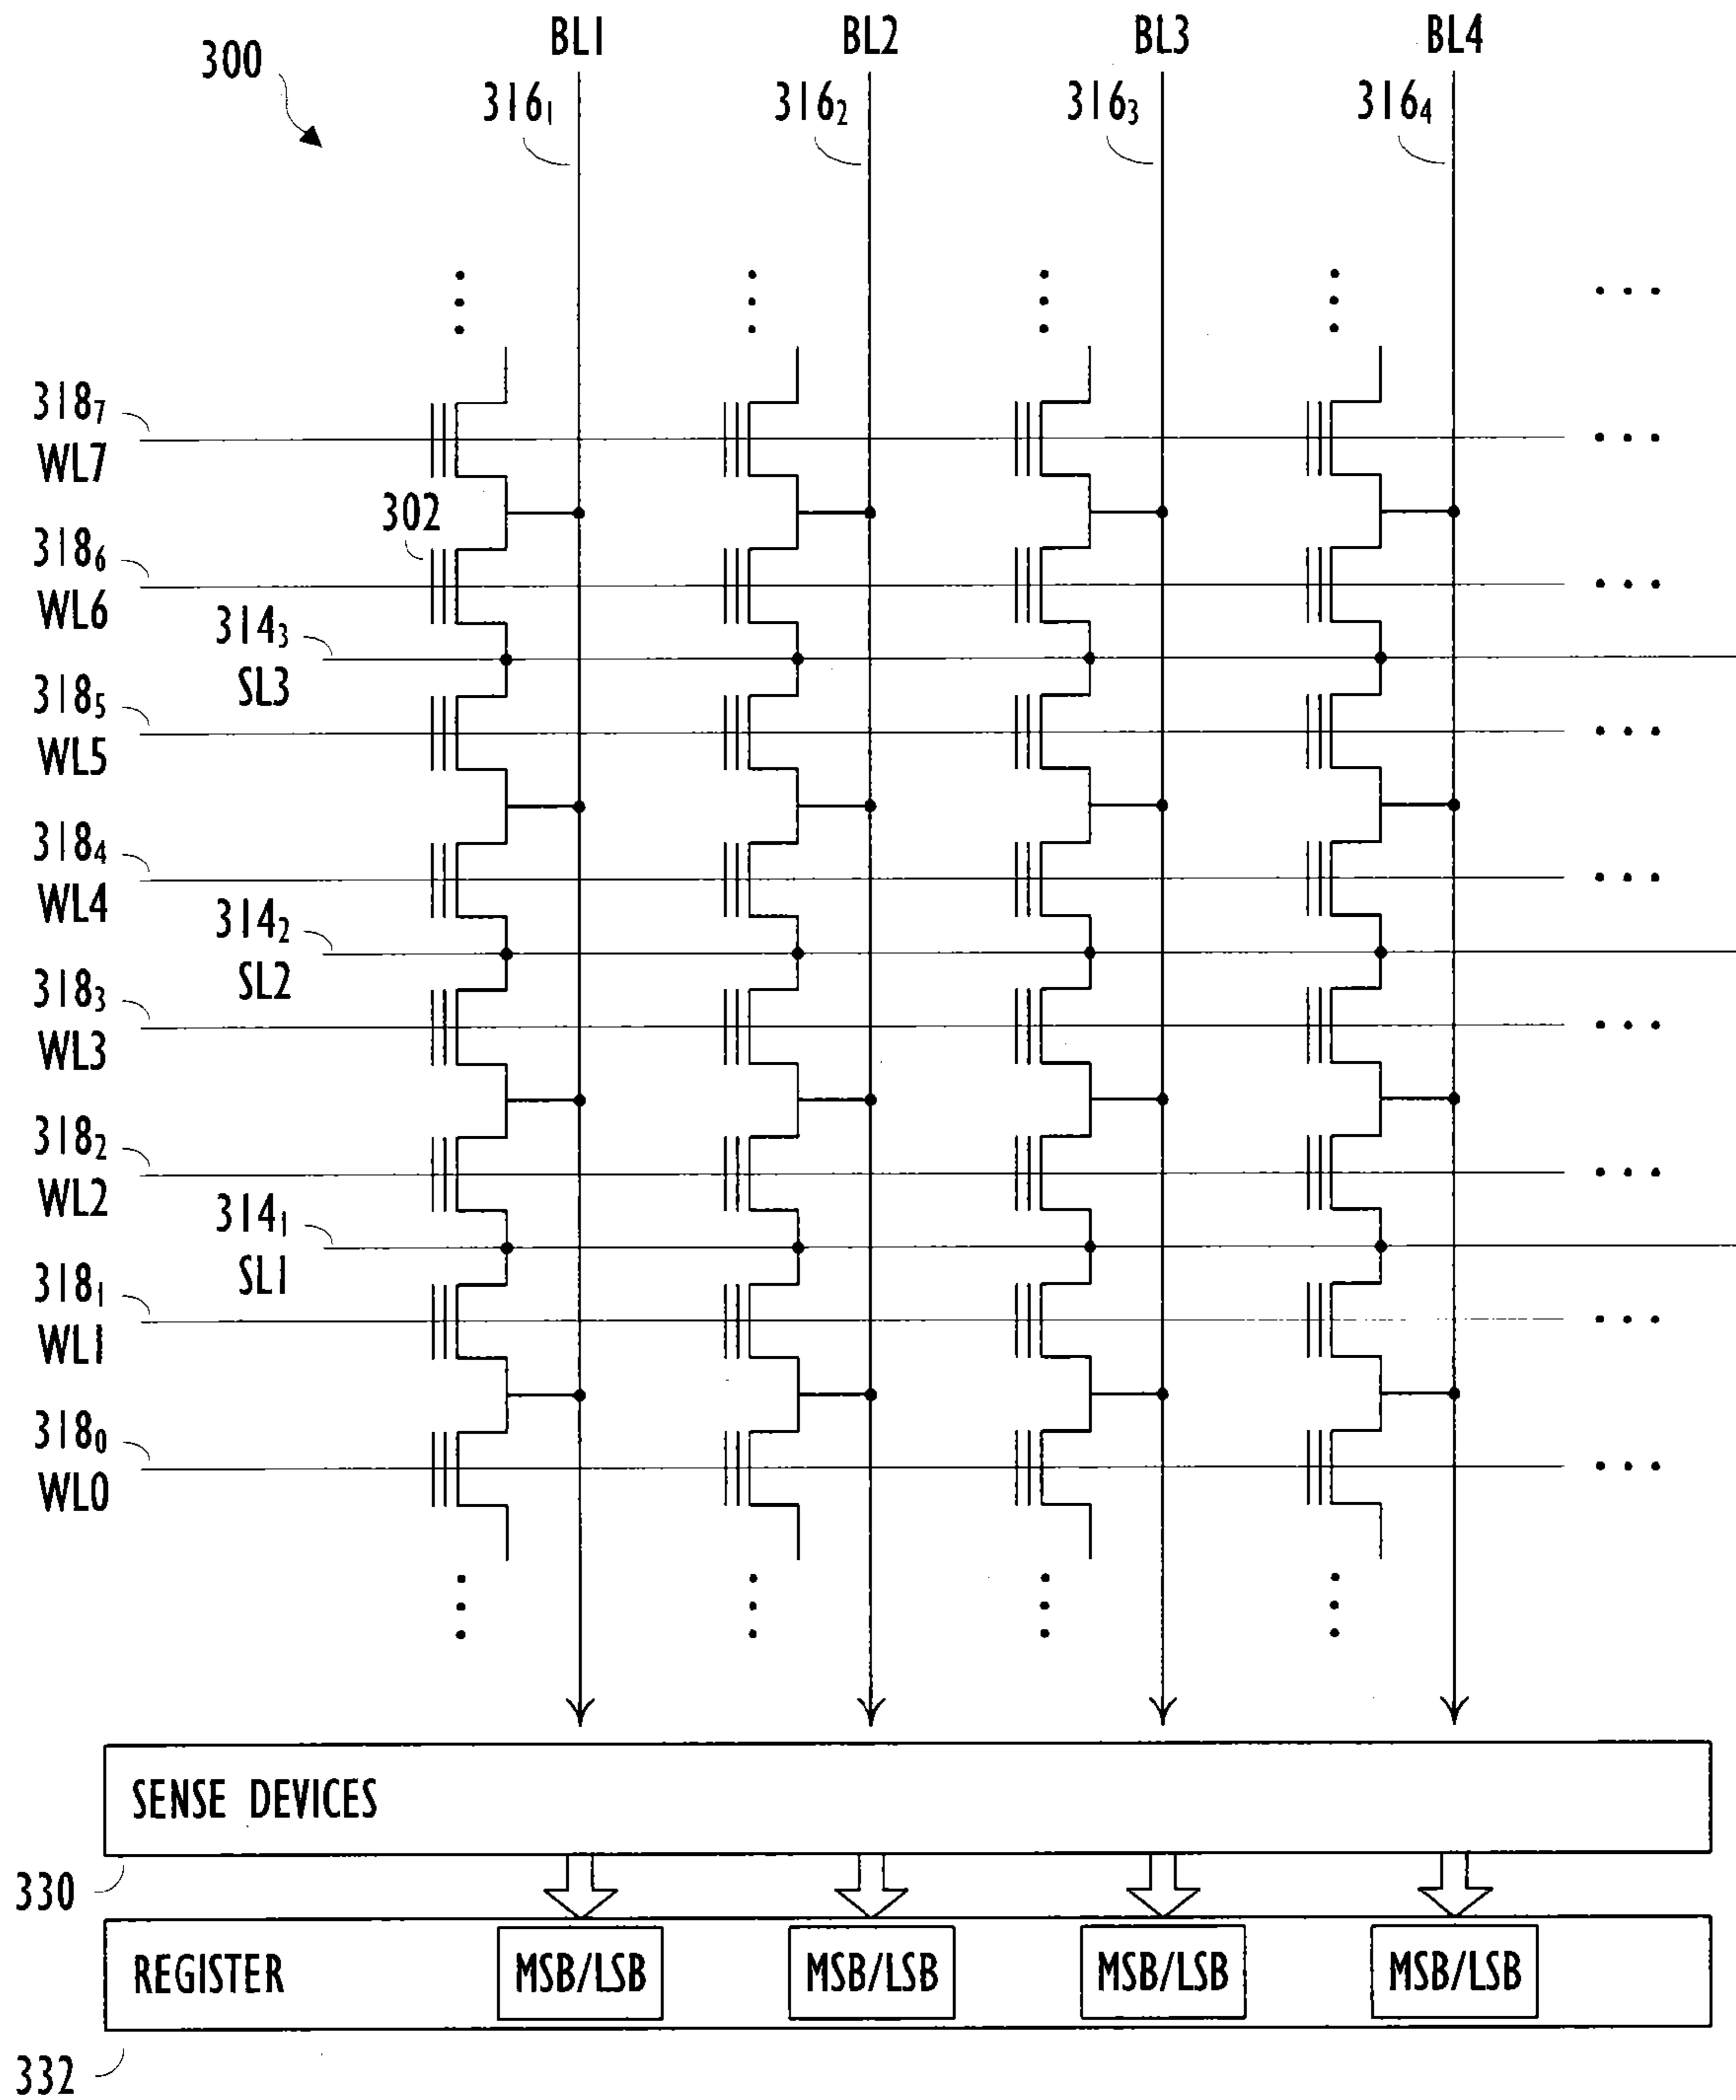 BL1 BL2 BL3 BL4
300
316₁ 316₂ 316₃ 316₄
318₇
WL7
302
318₆
WL6
314₃
SL3
318₅
WL5
318₄
WL4
314₂
SL2
318₃
WL3
318₂
WL2
314₁
SL1
318₁
WL1
318₀
WL0
SENSE DEVICES
330
REGISTER MSB/LSB MSB/LSB MSB/LSB MSB/LSB
332